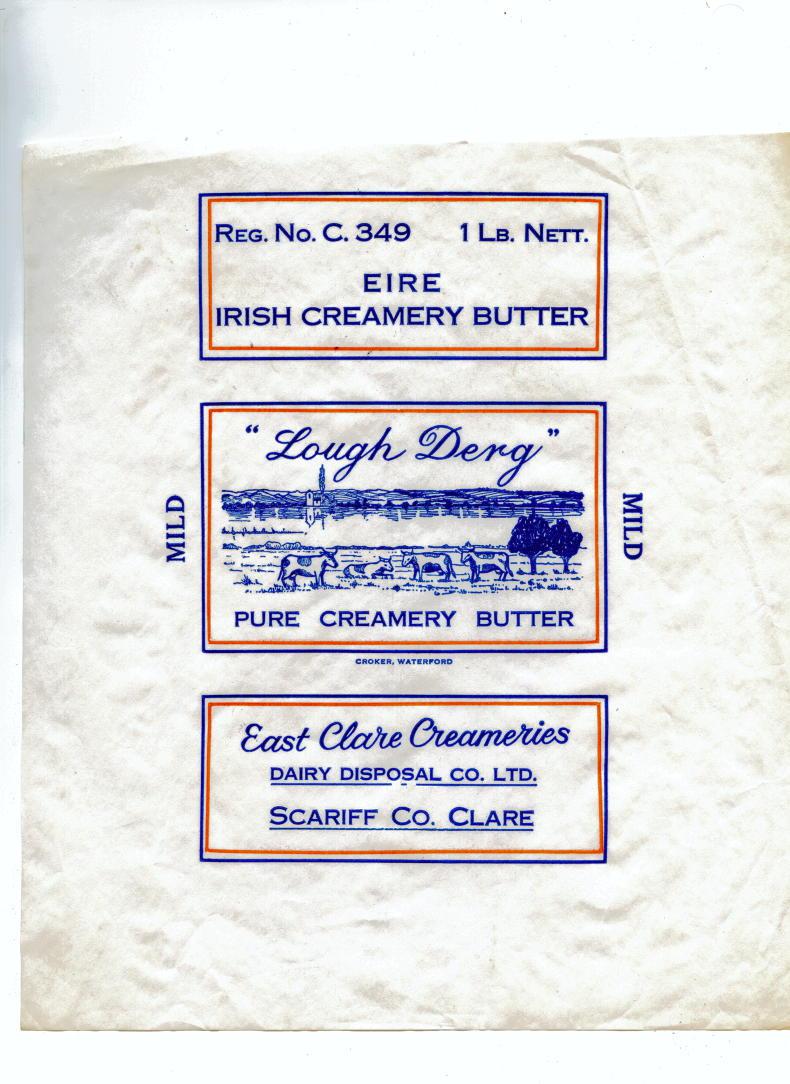 Reg. No. C. 349 1 Lb. Nett.
EIRE
IRISH CREAMERY BUTTER
"Lough Derg"
MILD
MILD
PURE CREAMERY BUTTER
CROKER, WATERFORD
East Clare Creameries
DAIRY DISPOSAL CO. LTD.
Scariff Co. Clare